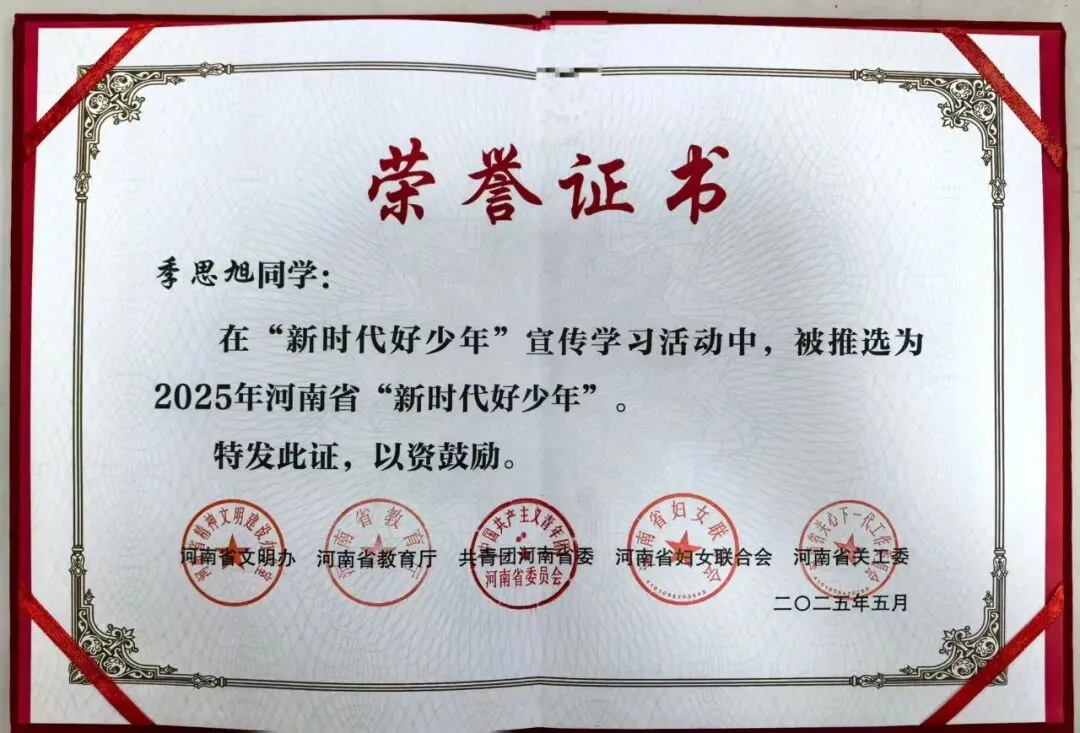 荣誉证书
季思旭同学：
在“新时代好少年”宣传学习活动中，被推选为
2025年河南省“新时代好少年”。
特发此证，以资鼓励。
河南省文明办 河南省教育厅 共青团河南省委 河南省妇女联合会 河南省关工委
二〇二五年五月